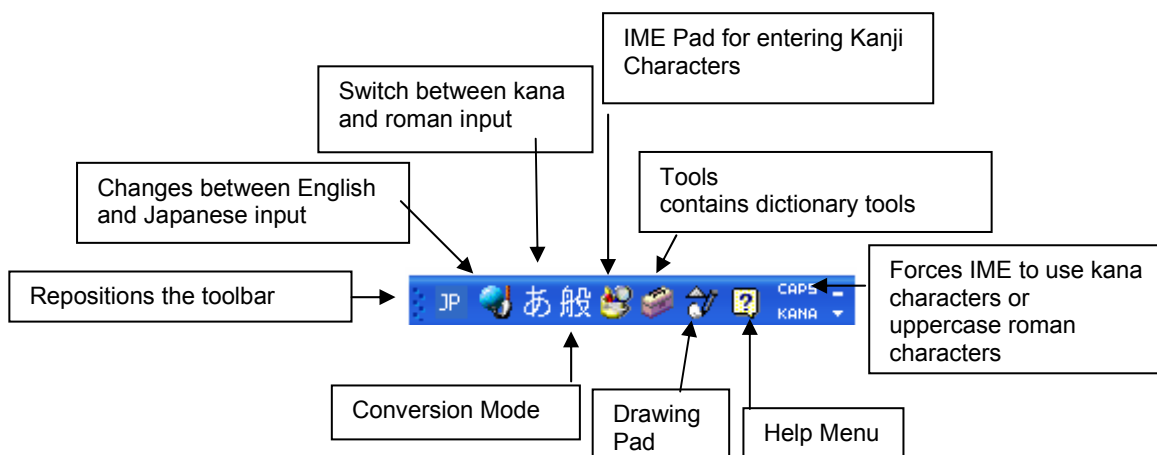 IME Pad for entering Kanji
Characters
Switch between kana
and roman input
Changes between English
and Japanese input
Tools
contains dictionary tools
Repositions the toolbar
Forces IME to use kana
characters or
uppercase roman
characters
JP あ 般 ? CAPS
KANA
Conversion Mode
Drawing
Pad
Help Menu